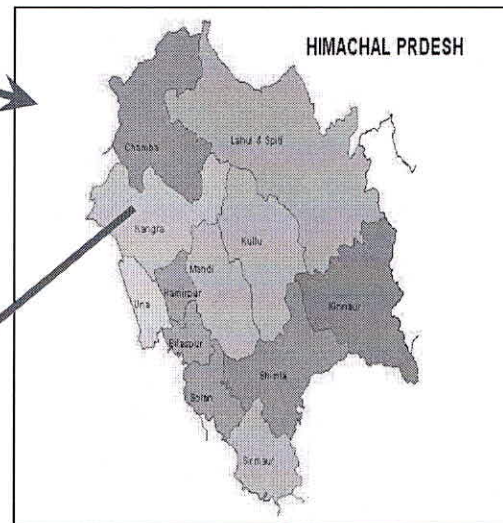 HIMACHAL PRDESH
Chamba
Lahul & Spiti
Kangra
Kullu
Mandi
Hamirpur
Una
Kinnaur
Bilaspur
Shimla
Solan
Sirmaur